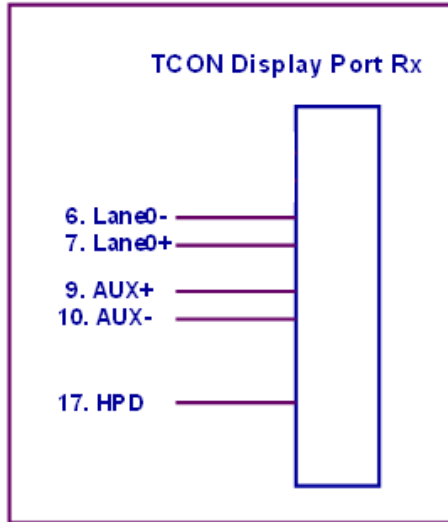 TCON Display Port Rx
6. Lane0-
7. Lane0+
9. AUX+
10. AUX-
17. HPD